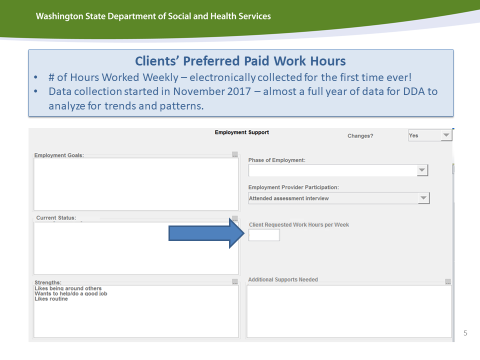 Washington State Department of Social and Health Services
Clients' Preferred Paid Work Hours
• # of Hours Worked Weekly – electronically collected for the first time ever!
• Data collection started in November 2017 – almost a full year of data for DDA to
analyze for trends and patterns.
Employment Support
Changes?
Yes
Employment Goals:
Phase of Employment:
Employment Provider Participation:
Attended assessment interview
Current Status:
Client Requested Work Hours per Week
Strengths:
Likes being around others
Wants to help/do a good job
Likes routine
Additional Supports Needed
5